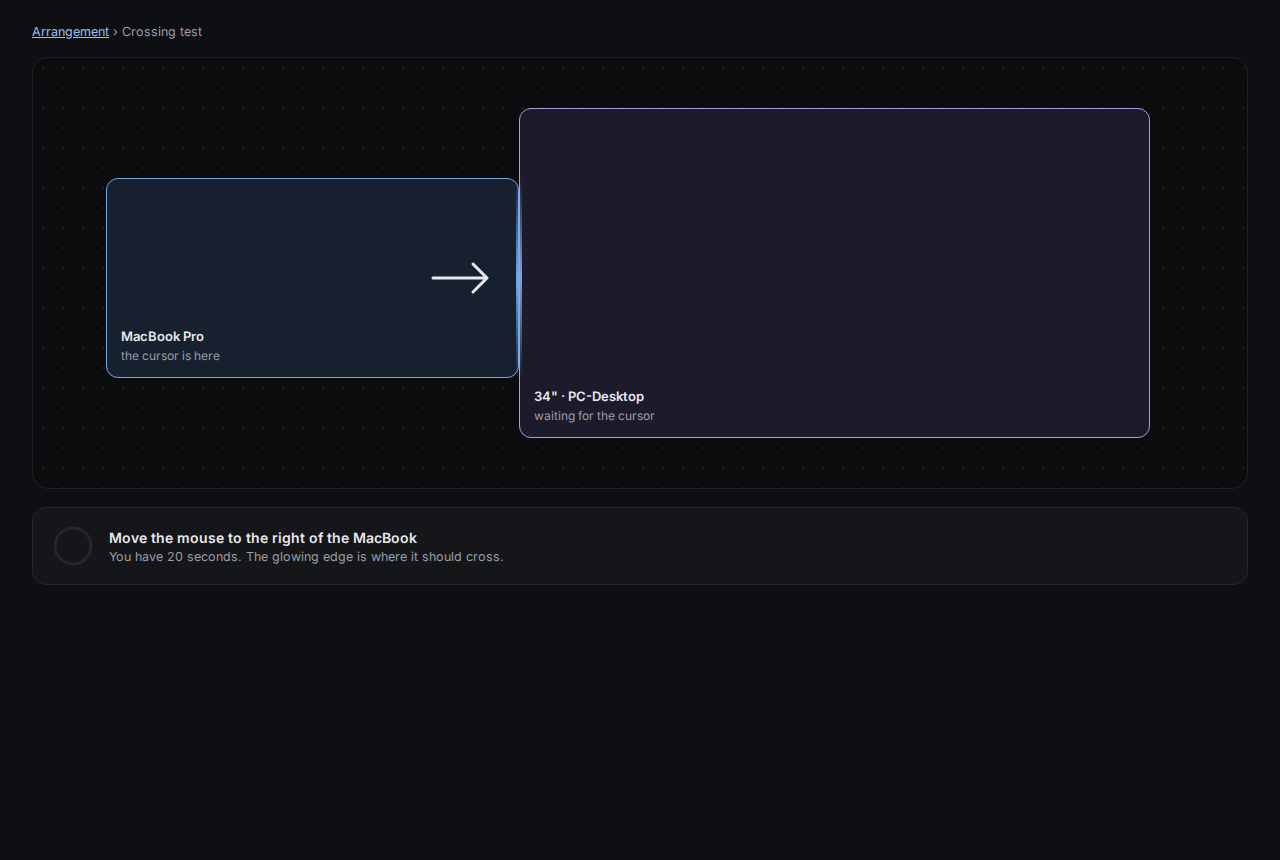 Arrangement › Crossing test
MacBook Pro
the cursor is here
34" · PC-Desktop
waiting for the cursor
Move the mouse to the right of the MacBook
You have 20 seconds. The glowing edge is where it should cross.